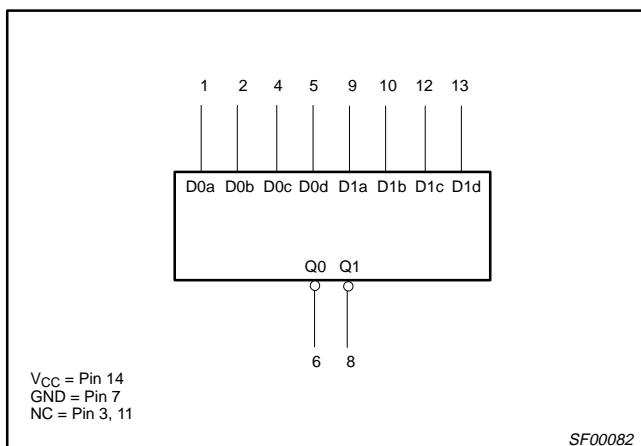 1 2 4 5 9 10 12 13
D0a D0b D0c D0d D1a D1b D1c D1d
Q0 Q1
6 8
VCC = Pin 14
GND = Pin 7
NC = Pin 3, 11
SF00082